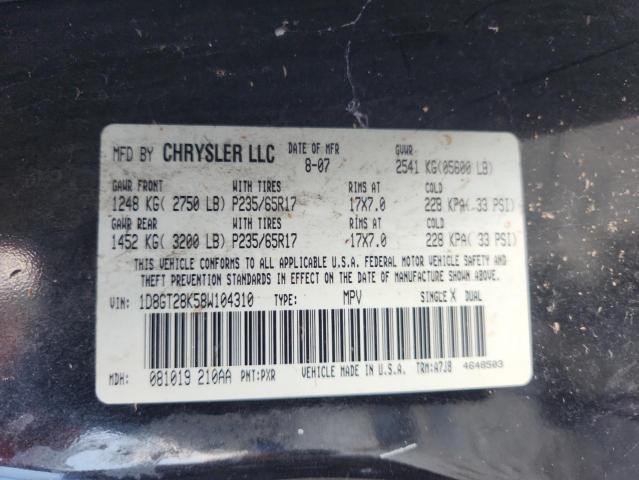 MFD BY CHRYSLER LLC DATE OF MFR 8-07 GVWR 2541 KG(05600 LB)
GAWR FRONT WITH TIRES RIMS AT COLD
1248 KG( 2750 LB) P235/65R17 17X7.0 228 KPA( 33 PSI)
GAWR REAR WITH TIRES RIMS AT COLD
1452 KG( 3200 LB) P235/65R17 17X7.0 228 KPA( 33 PSI)
THIS VEHICLE CONFORMS TO ALL APPLICABLE U.S.A. FEDERAL MOTOR VEHICLE SAFETY AND
THEFT PREVENTION STANDARDS IN EFFECT ON THE DATE OF MANUFACTURE SHOWN ABOVE.
VIN: 1D8GT28K58W104310 TYPE: MPV SINGLE X DUAL
MDH: 081019 210AA PNT:PXR VEHICLE MADE IN U.S.A. TRM:A7J8 4648503